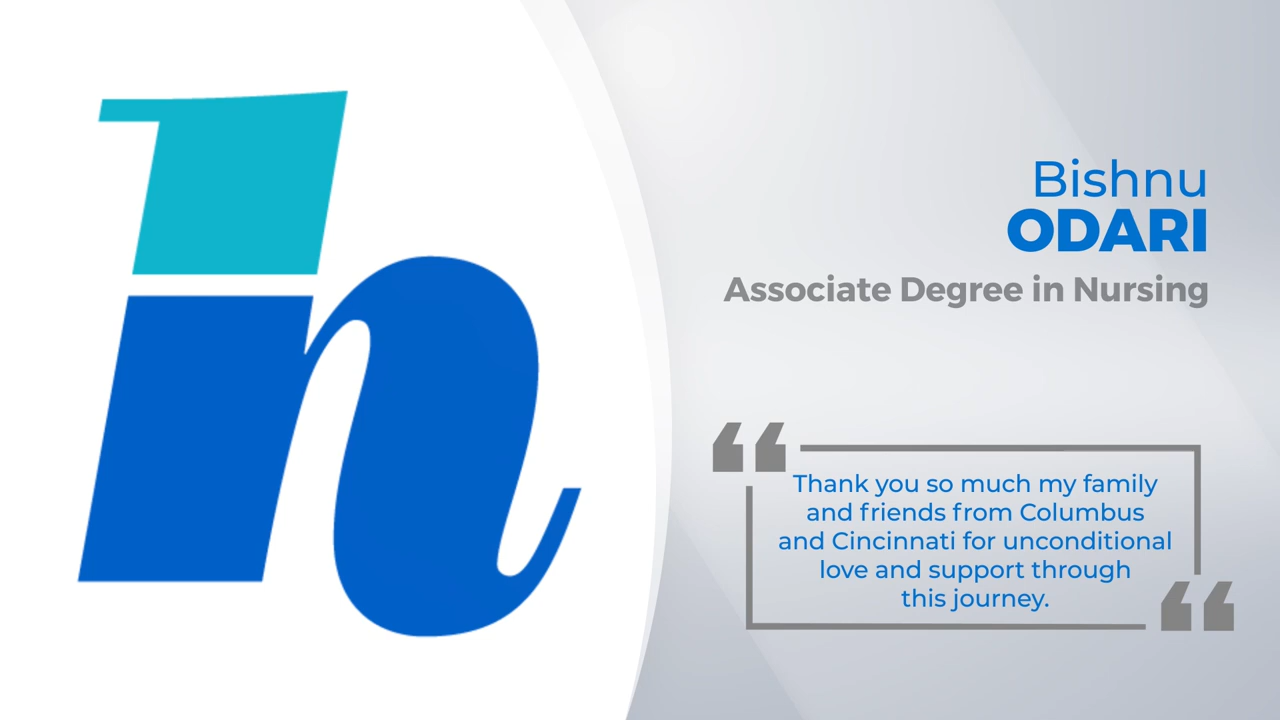 Bishnu
ODARI
Associate Degree in Nursing
Thank you so much my family
and friends from Columbus
and Cincinnati for unconditional
love and support through
this journey.